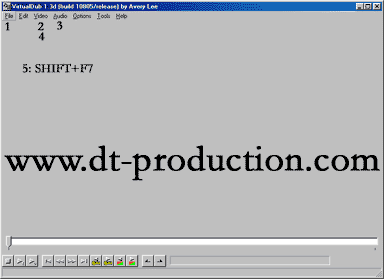 VirtualDub 1.3d (build 10805/release) by Avery Lee
File Edit Video Audio Options Tools Help
1 2 3
4
5: SHIFT+F7
www.dt-production.com